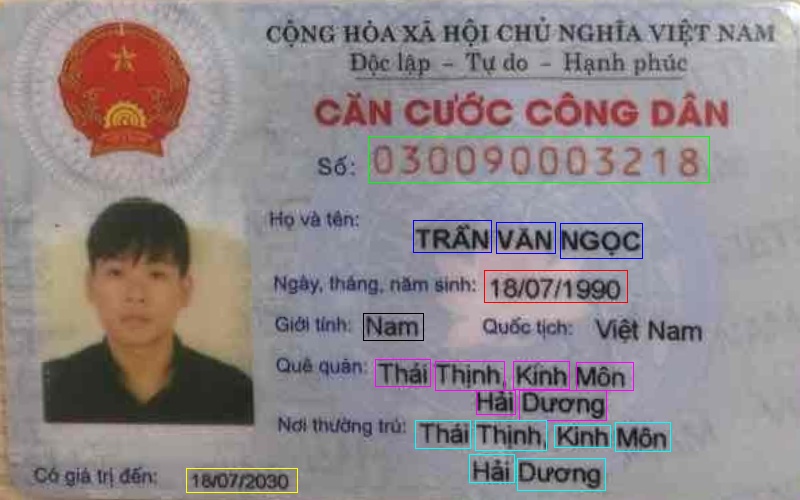 CỘNG HÒA XÃ HỘI CHỦ NGHĨA VIỆT NAM
Độc lập - Tự do - Hạnh phúc
CĂN CƯỚC CÔNG DÂN
Số: 030090003218
Họ và tên: TRẦN VĂN NGỌC
Ngày, tháng, năm sinh: 18/07/1990
Giới tính: Nam Quốc tịch: Việt Nam
Quê quán: Thái Thịnh, Kinh Môn
Hải Dương
Nơi thường trú: Thái Thịnh, Kinh Môn
Hải Dương
Có giá trị đến: 18/07/2030